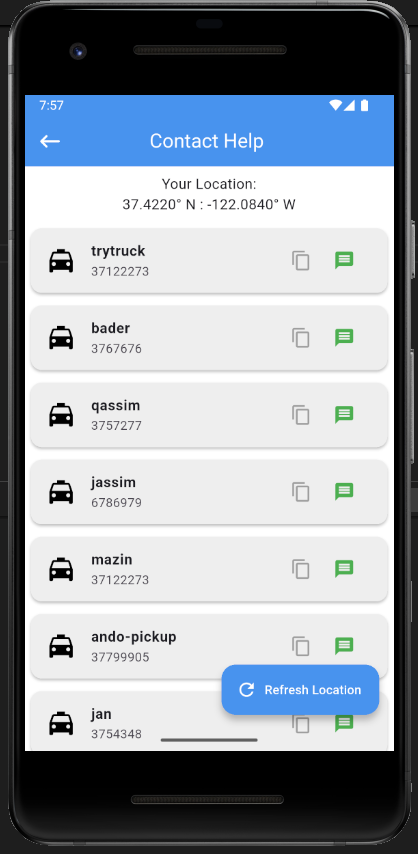 7:57
Contact Help
Your Location:
37.4220° N : -122.0840° W
trytruck
37122273
bader
3767676
qassim
3757277
jassim
6786979
mazin
37122273
ando-pickup
37799905
Refresh Location
jan
3754348